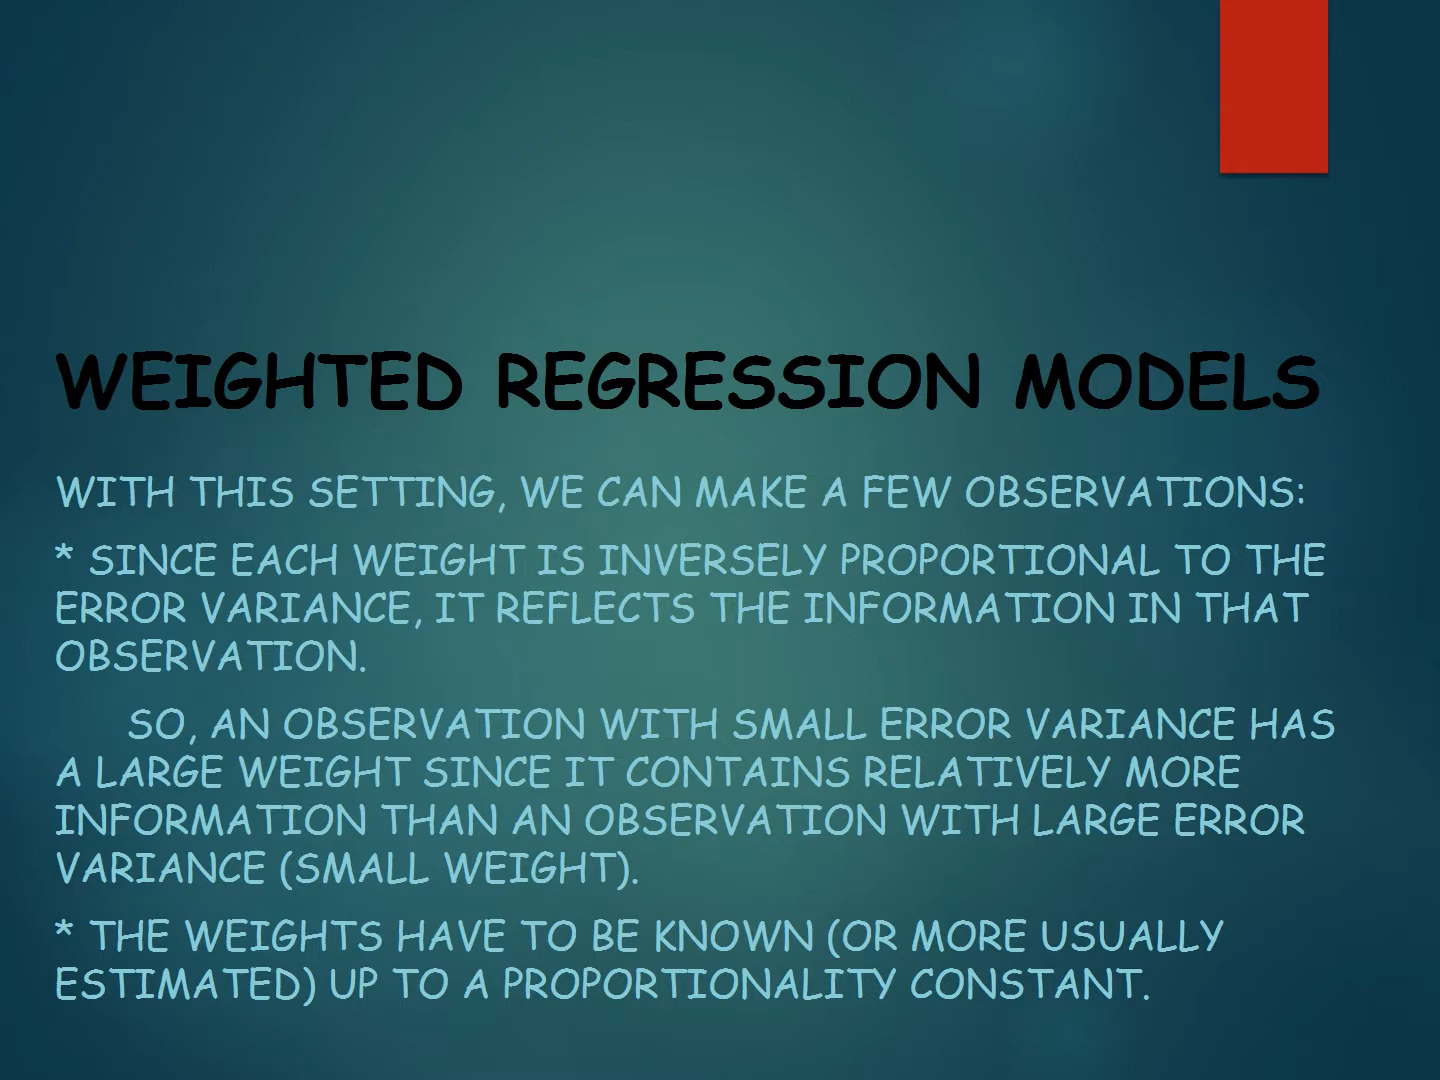 WEIGHTED REGRESSION MODELS
WITH THIS SETTING, WE CAN MAKE A FEW OBSERVATIONS:
* SINCE EACH WEIGHT IS INVERSELY PROPORTIONAL TO THE
ERROR VARIANCE, IT REFLECTS THE INFORMATION IN THAT
OBSERVATION.
SO, AN OBSERVATION WITH SMALL ERROR VARIANCE HAS
A LARGE WEIGHT SINCE IT CONTAINS RELATIVELY MORE
INFORMATION THAN AN OBSERVATION WITH LARGE ERROR
VARIANCE (SMALL WEIGHT).
* THE WEIGHTS HAVE TO BE KNOWN (OR MORE USUALLY
ESTIMATED) UP TO A PROPORTIONALITY CONSTANT.